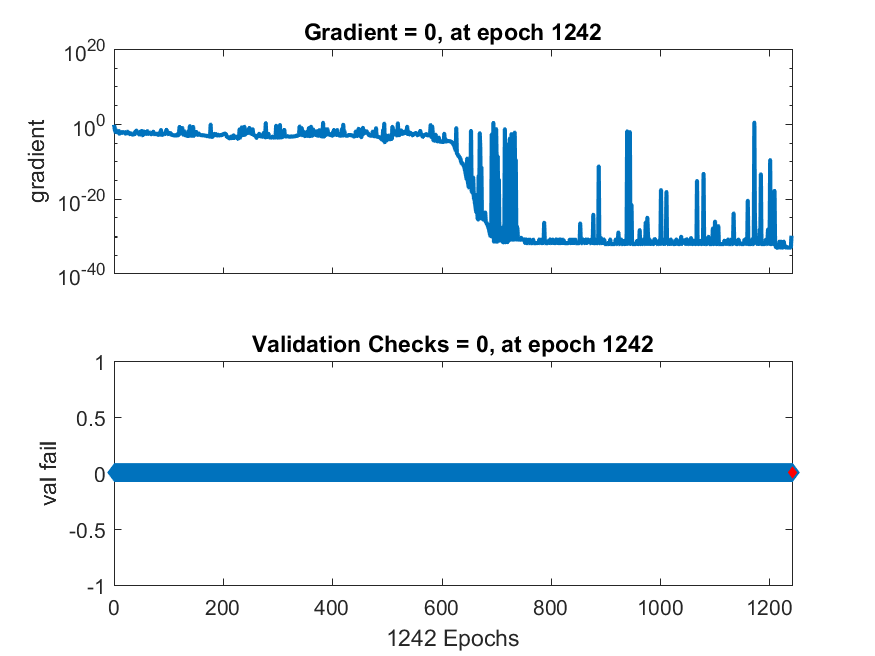 Gradient = 0, at epoch 1242
10^20
10^0
10^-20
10^-40
gradient
Validation Checks = 0, at epoch 1242
1
0.5
0
-0.5
-1
val fail
0 200 400 600 800 1000 1200
1242 Epochs